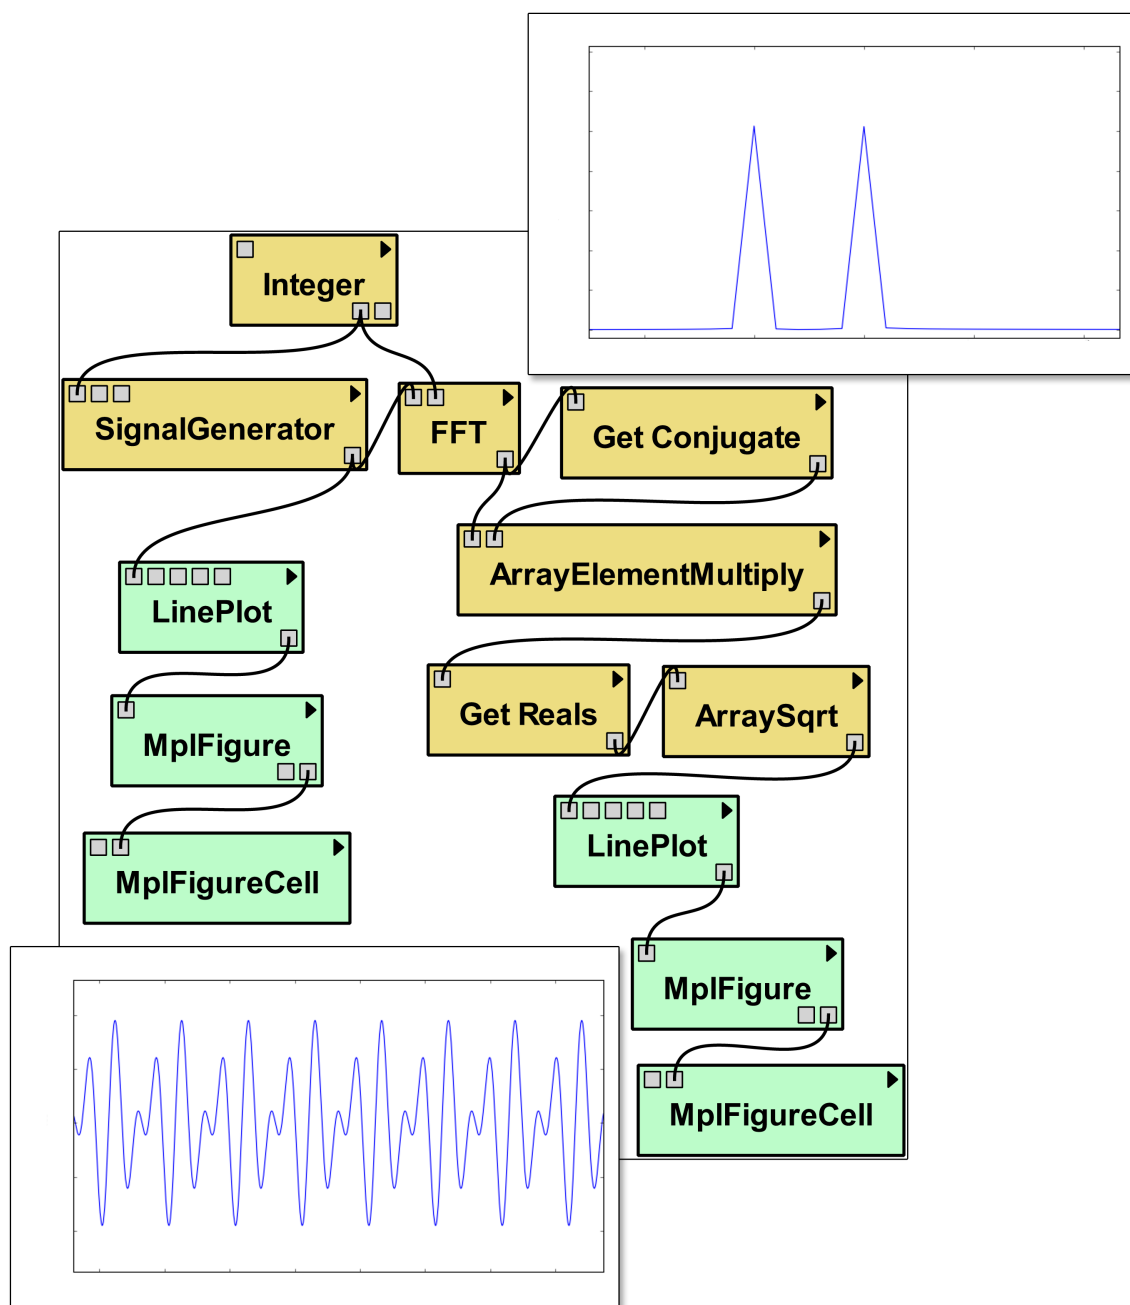 Integer
SignalGenerator
FFT
Get Conjugate
ArrayElementMultiply
LinePlot
Get Reals
ArraySqrt
MplFigure
LinePlot
MplFigureCell
MplFigure
MplFigureCell